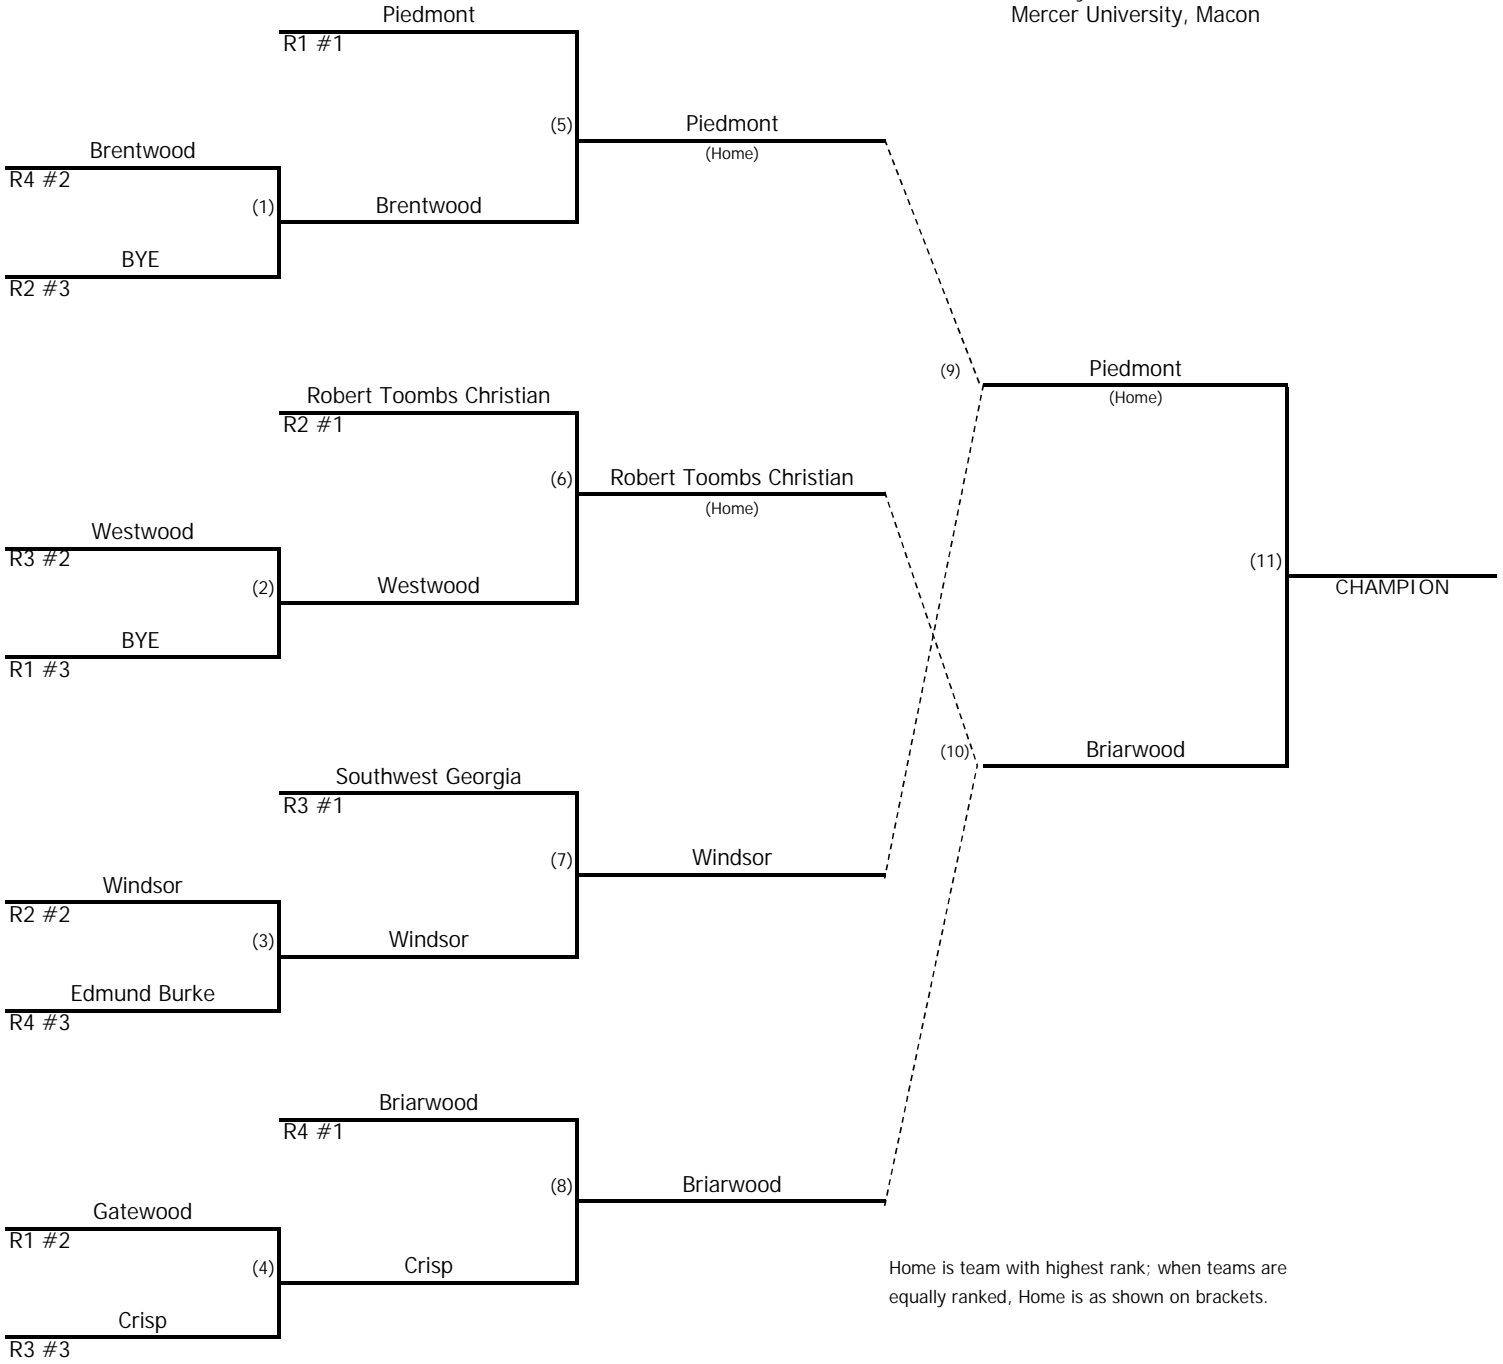 Mercer University, Macon
Piedmont
R1 #1
(5)
Piedmont
(Home)
Brentwood
R4 #2
(1)
Brentwood
BYE
R2 #3
(9)
Piedmont
(Home)
Robert Toombs Christian
R2 #1
(6)
Robert Toombs Christian
(Home)
Westwood
R3 #2
(2)
Westwood
(11)
CHAMPION
BYE
R1 #3
(10)
Briarwood
Southwest Georgia
R3 #1
(7)
Windsor
Windsor
R2 #2
(3)
Windsor
Edmund Burke
R4 #3
Briarwood
R4 #1
(8)
Briarwood
Gatewood
R1 #2
(4)
Crisp
Crisp
R3 #3
Home is team with highest rank; when teams are
equally ranked, Home is as shown on brackets.